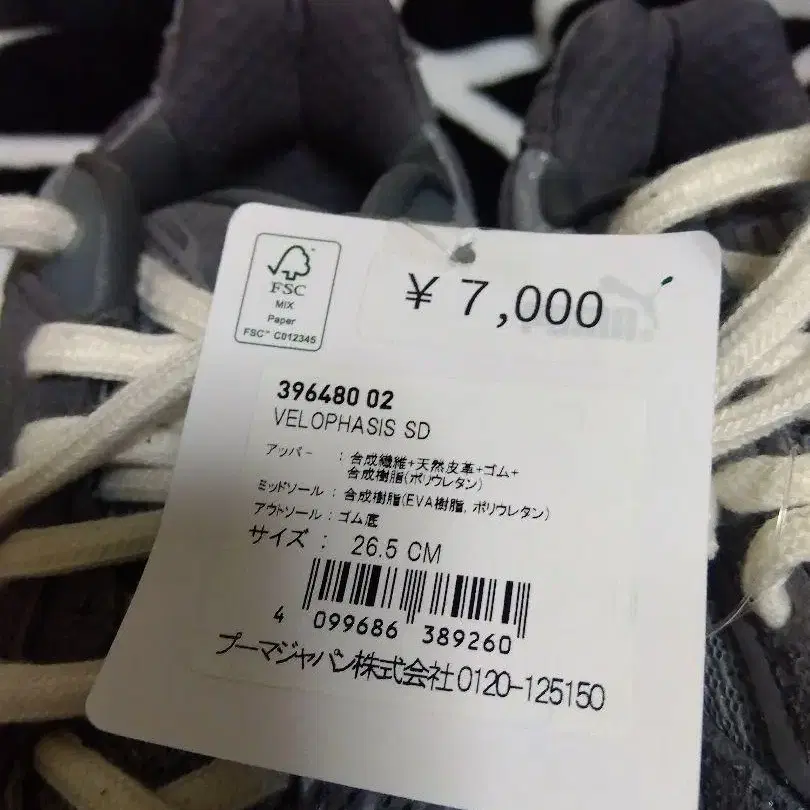 FSC
MIX
Paper
FSC™ C012345
¥ 7,000
396480 02
VELOPHASIS SD
アッパー : 合成繊維+天然皮革+ゴム+
合成樹脂(ポリウレタン)
ミッドソール : 合成樹脂(EVA樹脂, ポリウレタン)
アウトソール : ゴム底
サイズ : 26.5 CM
4 099686 389260
プーマジャパン株式会社 0120-125150